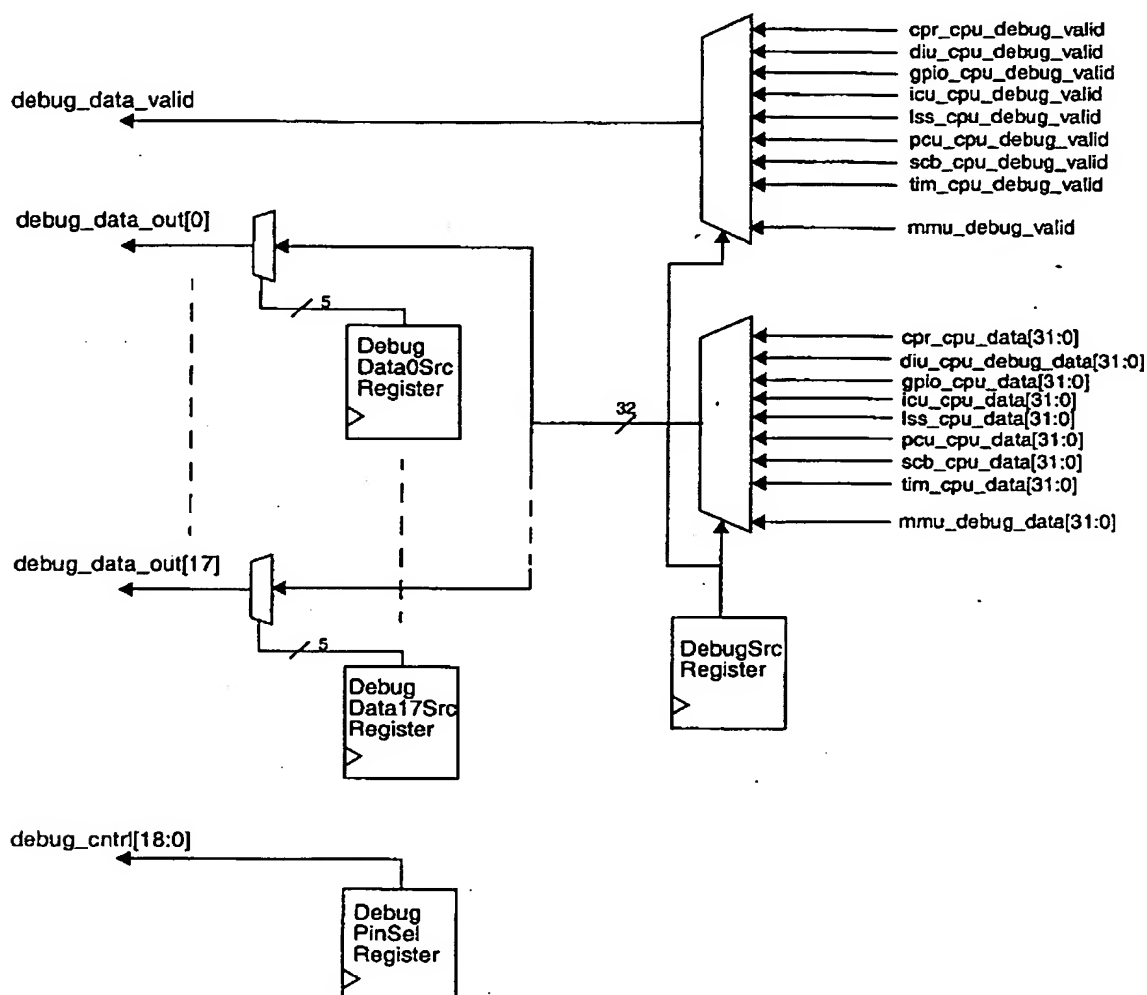 cpr_cpu_debug_valid
diu_cpu_debug_valid
gpio_cpu_debug_valid
icu_cpu_debug_valid
lss_cpu_debug_valid
pcu_cpu_debug_valid
scb_cpu_debug_valid
tim_cpu_debug_valid
mmu_debug_valid
debug_data_valid
debug_data_out[0]
5
Debug
Data0Src
Register
cpr_cpu_data[31:0]
diu_cpu_debug_data[31:0]
gpio_cpu_data[31:0]
icu_cpu_data[31:0]
lss_cpu_data[31:0]
pcu_cpu_data[31:0]
scb_cpu_data[31:0]
tim_cpu_data[31:0]
mmu_debug_data[31:0]
32
debug_data_out[17]
5
Debug
Data17Src
Register
DebugSrc
Register
debug_cntrl[18:0]
Debug
PinSel
Register